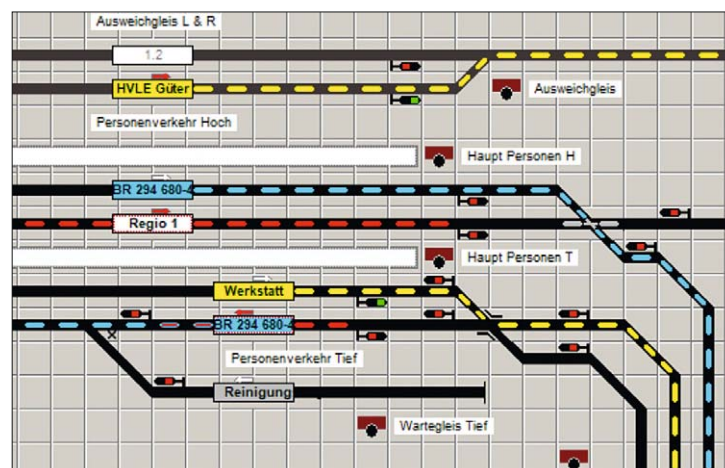 Ausweichgleis L & R
1.2
HVLE Güter
Ausweichgleis
Personenverkehr Hoch
Haupt Personen H
BR 294 680-4
Regio 1
Haupt Personen T
Werkstatt
BR 294 680-4
Personenverkehr Tief
Reinigung
Wartegleis Tief